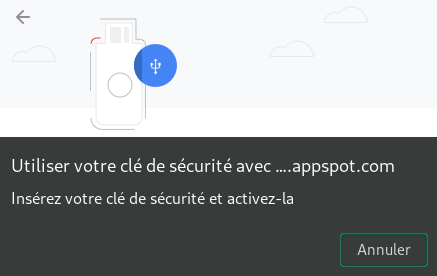 Utiliser votre clé de sécurité avec ….appspot.com
Insérez votre clé de sécurité et activez-la
Annuler